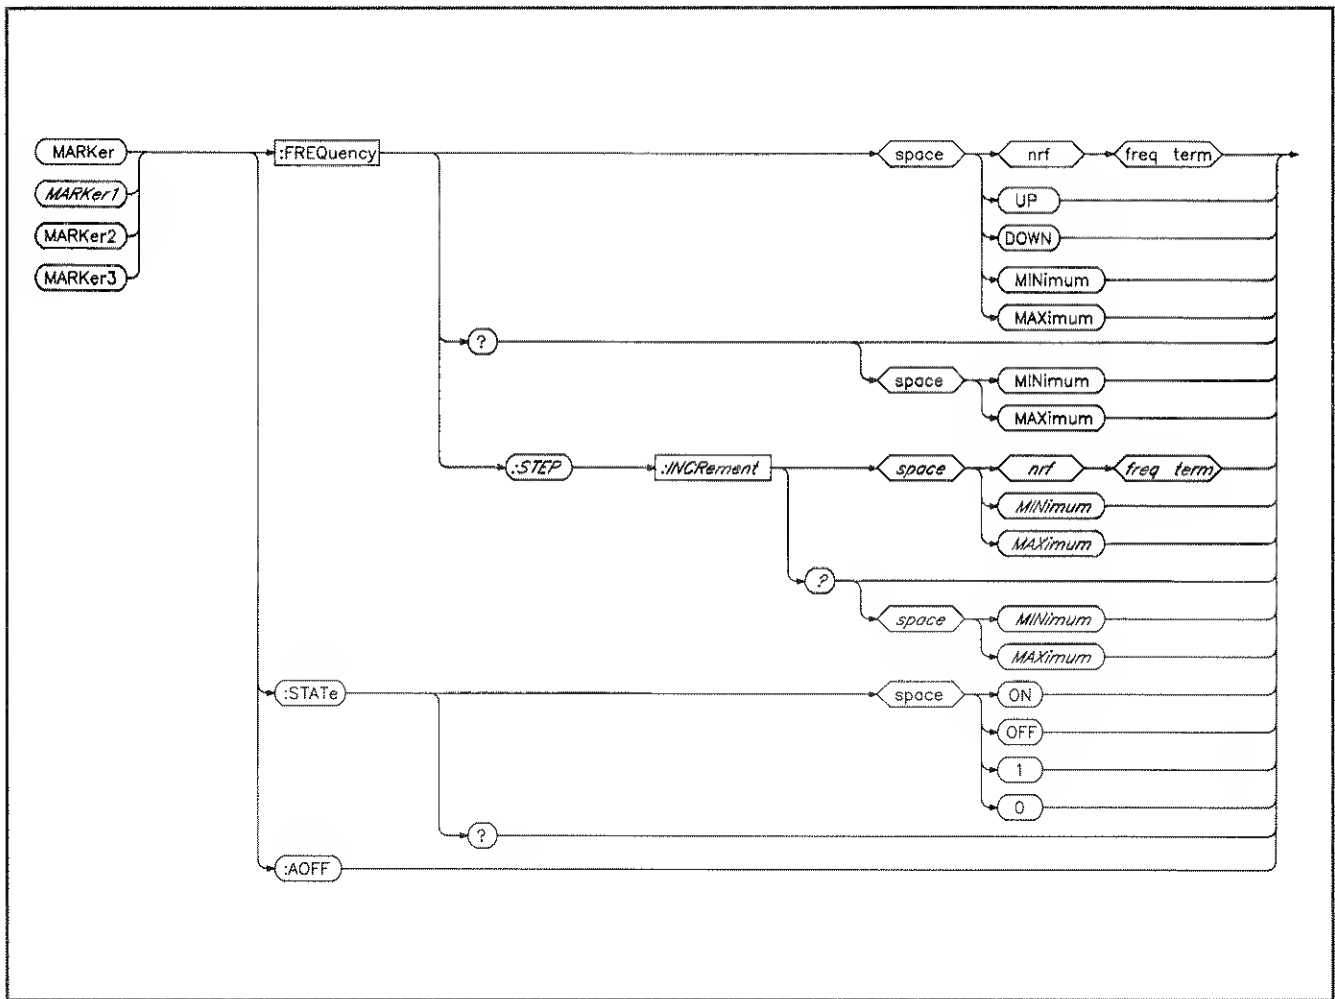 MARKer :FREQuency space nrf freq term
MARKer1 UP
MARKer2 DOWN
MARKer3 MINimum
MAXimum
?
space MINimum
MAXimum
:STEP :INCRement space nrf freq term
MINimum
MAXimum
?
space MINimum
MAXimum
:STATe space ON
OFF
1
0
?
:AOFF